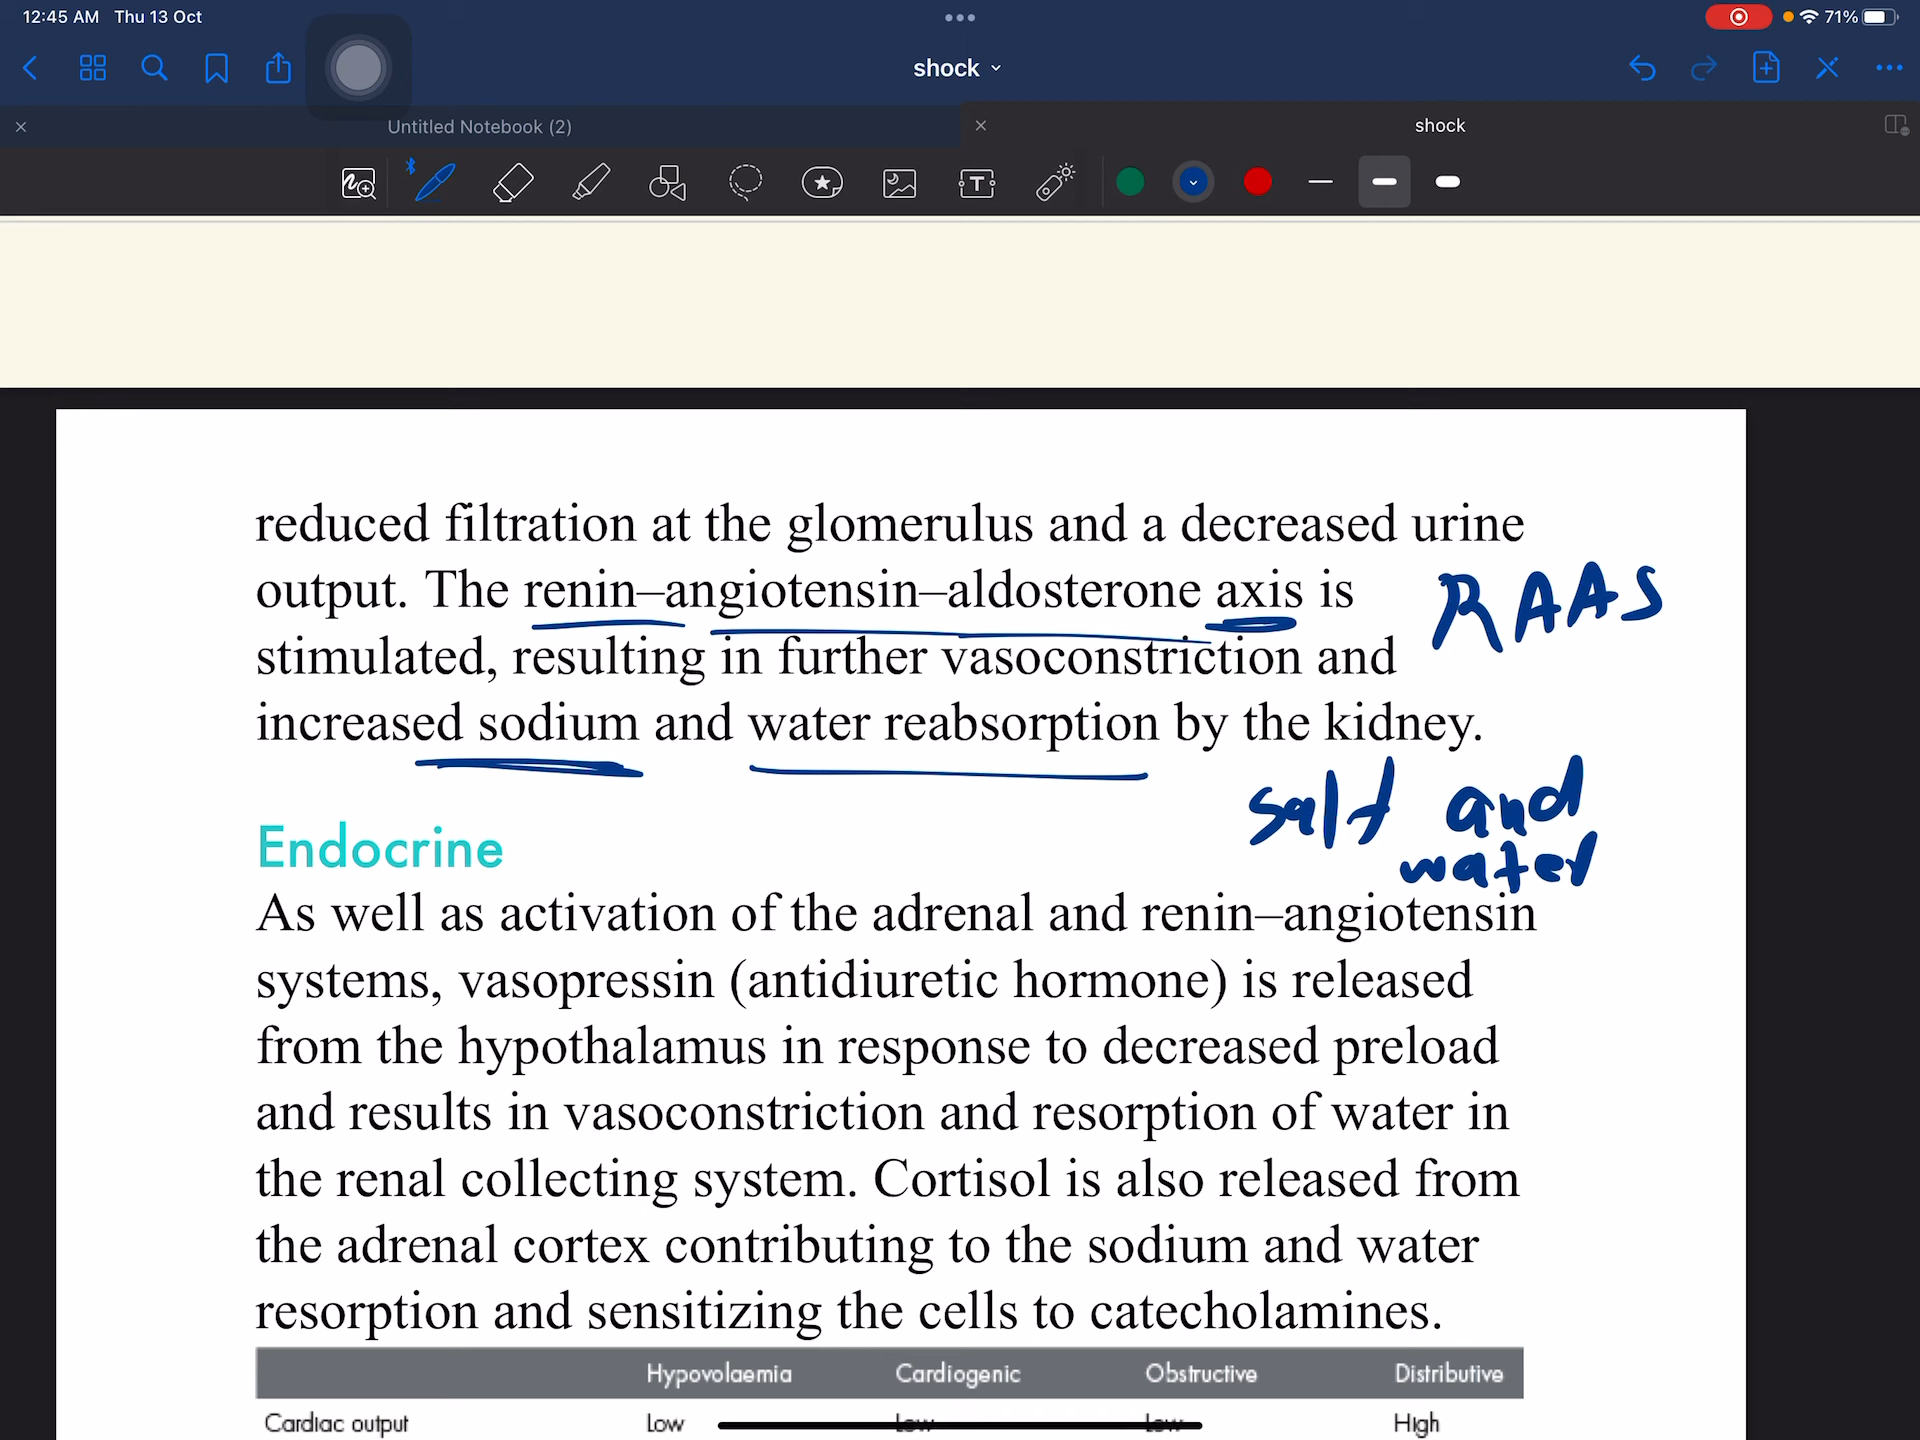 12:45 AM Thu 13 Oct
71%
shock
Untitled Notebook (2)
shock
reduced filtration at the glomerulus and a decreased urine
output. The renin–angiotensin–aldosterone axis is
RAAS
stimulated, resulting in further vasoconstriction and
increased sodium and water reabsorption by the kidney.
salt and
water
Endocrine
As well as activation of the adrenal and renin–angiotensin
systems, vasopressin (antidiuretic hormone) is released
from the hypothalamus in response to decreased preload
and results in vasoconstriction and resorption of water in
the renal collecting system. Cortisol is also released from
the adrenal cortex contributing to the sodium and water
resorption and sensitizing the cells to catecholamines.
Hypovolaemia Cardiogenic Obstructive Distributive
Cardiac output Low Low Low High